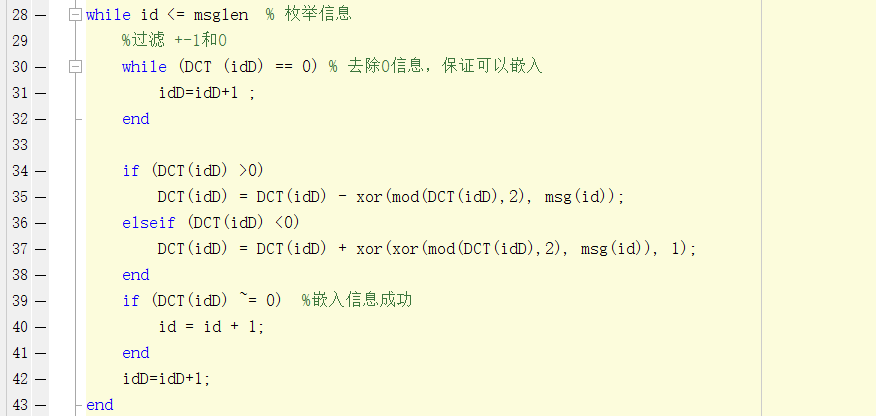 28 — while id <= msglen  % 枚举信息
29     %过滤 +-1和0
30 —     while (DCT (idD) == 0) % 去除0信息，保证可以嵌入
31 —         idD=idD+1 ;
32 —     end
33
34 —     if (DCT(idD) >0)
35 —         DCT(idD) = DCT(idD) - xor(mod(DCT(idD),2), msg(id));
36 —     elseif (DCT(idD) <0)
37 —         DCT(idD) = DCT(idD) + xor(xor(mod(DCT(idD),2), msg(id)), 1);
38 —     end
39 —     if (DCT(idD) ~= 0)  %嵌入信息成功
40 —         id = id + 1;
41 —     end
42 —     idD=idD+1;
43 — end